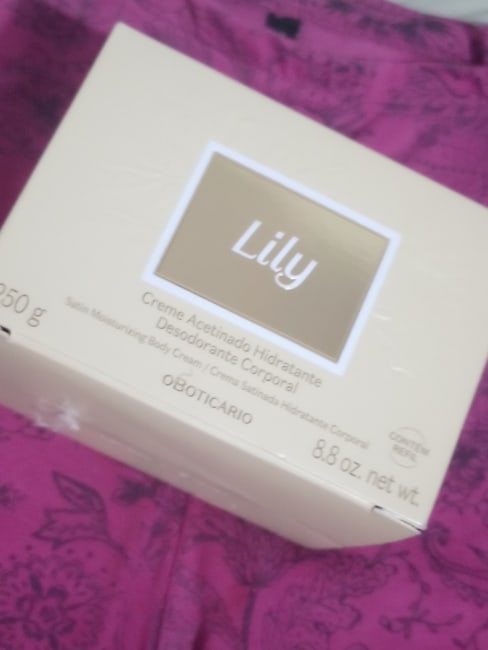 Lily
Creme Acetinado Hidratante
Desodorante Corporal
Satin Moisturizing Body Cream / Crema Satinada Hidratante Corporal
OBOTICÁRIO
250 g
8.8 oz. net wt.
CONTÉM
REFIL